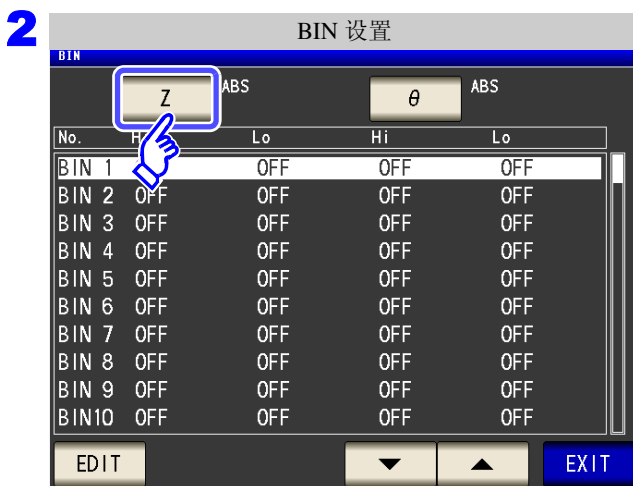 2
BIN 设置
BIN
Z ABS θ ABS
No. Lo Hi Lo
BIN 1 OFF OFF OFF
BIN 2 OFF OFF OFF OFF
BIN 3 OFF OFF OFF OFF
BIN 4 OFF OFF OFF OFF
BIN 5 OFF OFF OFF OFF
BIN 6 OFF OFF OFF OFF
BIN 7 OFF OFF OFF OFF
BIN 8 OFF OFF OFF OFF
BIN 9 OFF OFF OFF OFF
BIN10 OFF OFF OFF OFF
EDIT ▼ ▲ EXIT